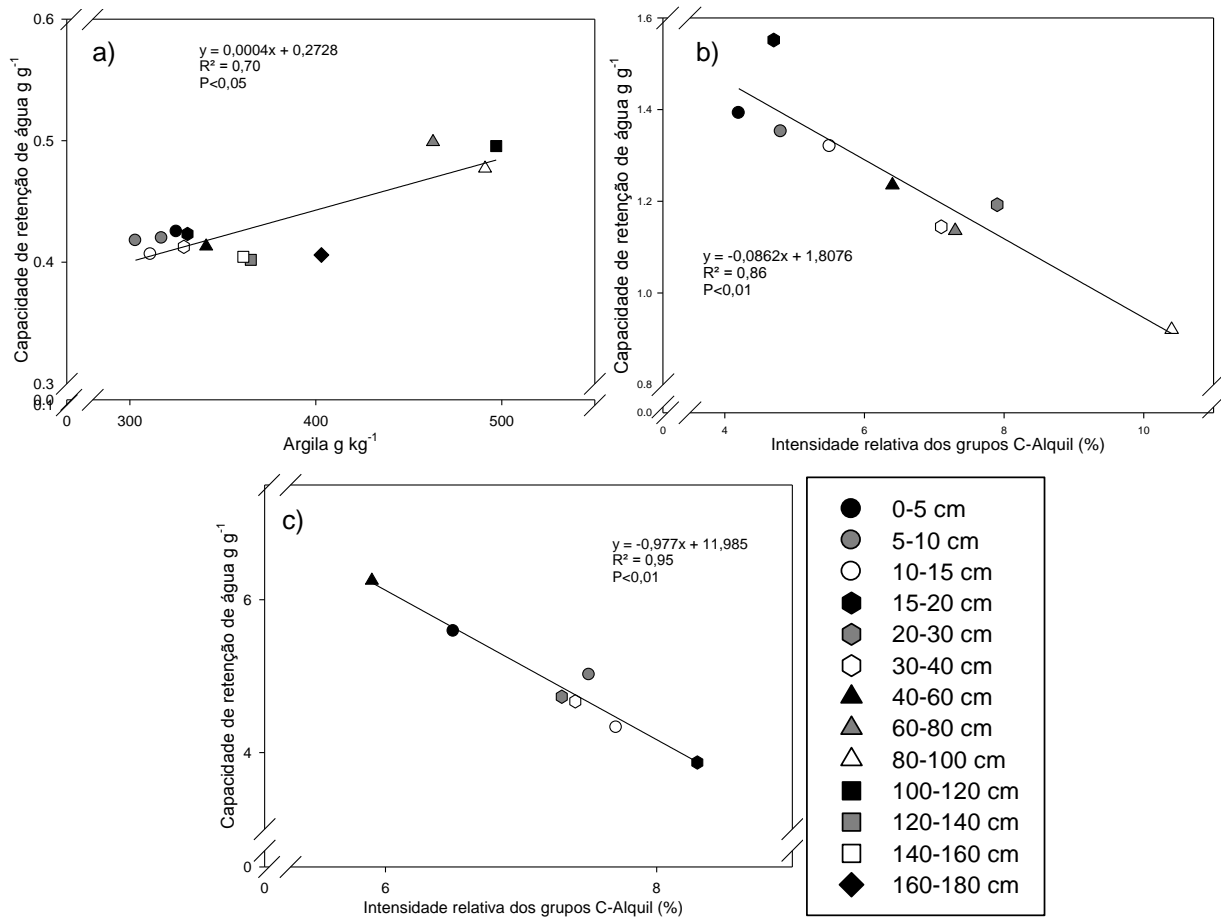 a)
y = 0,0004x + 0,2728
R² = 0,70
P<0,05
Capacidade de retenção de água g g⁻¹
0.6
0.5
0.4
0.3
0.0
0.1
0
300
400
500
Argila g kg⁻¹
b)
y = -0,0862x + 1,8076
R² = 0,86
P<0,01
Capacidade de retenção de água g g⁻¹
1.6
1.4
1.2
1.0
0.8
0.0
0
4
6
8
10
Intensidade relativa dos grupos C-Alquil (%)
c)
y = -0,977x + 11,985
R² = 0,95
P<0,01
Capacidade de retenção de água g g⁻¹
6
4
0
0
6
8
Intensidade relativa dos grupos C-Alquil (%)
0-5 cm
5-10 cm
10-15 cm
15-20 cm
20-30 cm
30-40 cm
40-60 cm
60-80 cm
80-100 cm
100-120 cm
120-140 cm
140-160 cm
160-180 cm